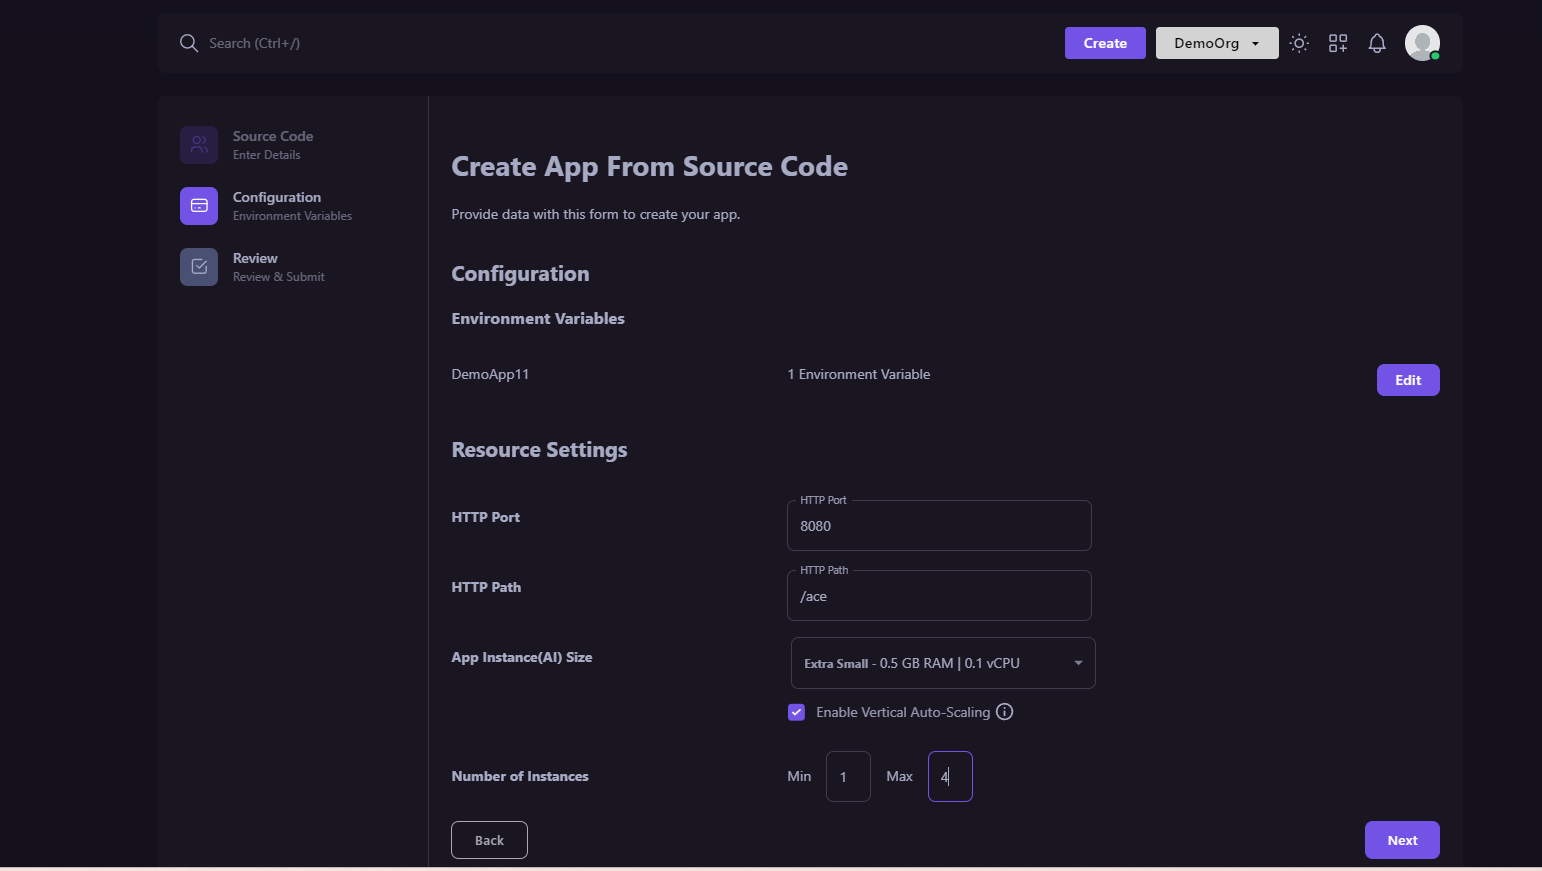 Search (Ctrl+/)
Create
DemoOrg
Source Code
Enter Details
Configuration
Environment Variables
Review
Review & Submit
Create App From Source Code
Provide data with this form to create your app.
Configuration
Environment Variables
DemoApp11
1 Environment Variable
Edit
Resource Settings
HTTP Port
HTTP Port
8080
HTTP Path
HTTP Path
/ace
App Instance(AI) Size
Extra Small - 0.5 GB RAM | 0.1 vCPU
Enable Vertical Auto-Scaling
Number of Instances
Min
1
Max
4
Back
Next